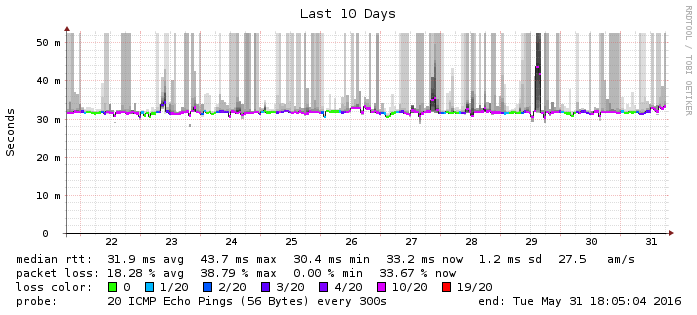 Last 10 Days
RRDTOOL / TOBI OETIKER
Seconds
50 m
40 m
30 m
20 m
10 m
0
22 23 24 25 26 27 28 29 30 31
median rtt: 31.9 ms avg 43.7 ms max 30.4 ms min 33.2 ms now 1.2 ms sd 27.5 am/s
packet loss: 18.28 % avg 38.79 % max 0.00 % min 33.67 % now
loss color: 0 1/20 2/20 3/20 4/20 10/20 19/20
probe: 20 ICMP Echo Pings (56 Bytes) every 300s end: Tue May 31 18:05:04 2016